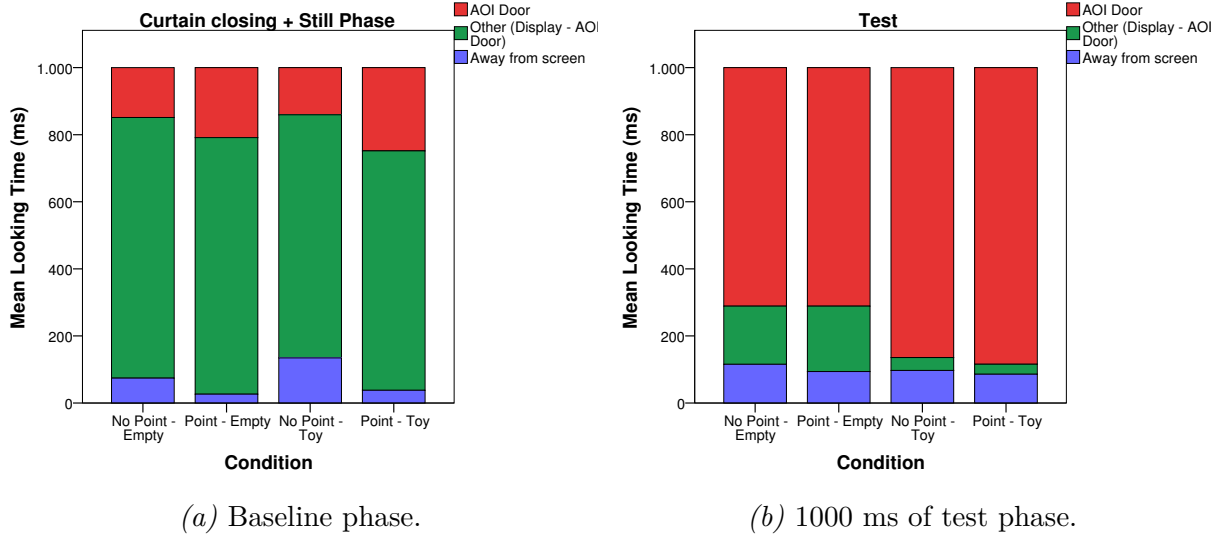 Curtain closing + Still Phase
AOI Door
Other (Display - AOI
Door)
Away from screen
Mean Looking Time (ms)
1.000
800
600
400
200
0
No Point -
Empty
Point - Empty
No Point -
Toy
Point - Toy
Condition
(a) Baseline phase.
Test
AOI Door
Other (Display - AOI
Door)
Away from screen
Mean Looking Time (ms)
1.000
800
600
400
200
0
No Point -
Empty
Point - Empty
No Point -
Toy
Point - Toy
Condition
(b) 1000 ms of test phase.